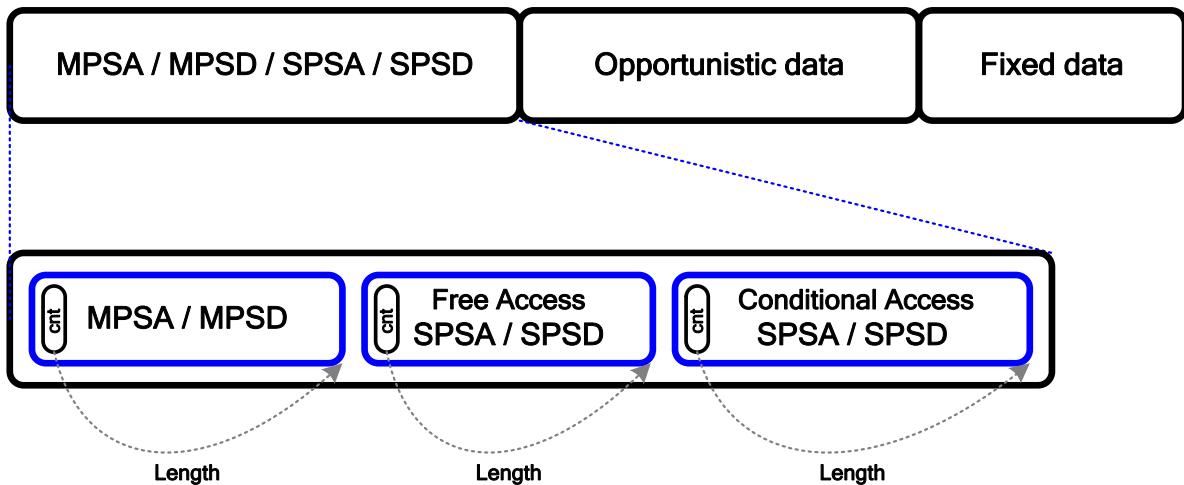 MPSA / MPSD / SPSA / SPSD
Opportunistic data
Fixed data
cnt
MPSA / MPSD
cnt
Free Access
SPSA / SPSD
cnt
Conditional Access
SPSA / SPSD
Length
Length
Length